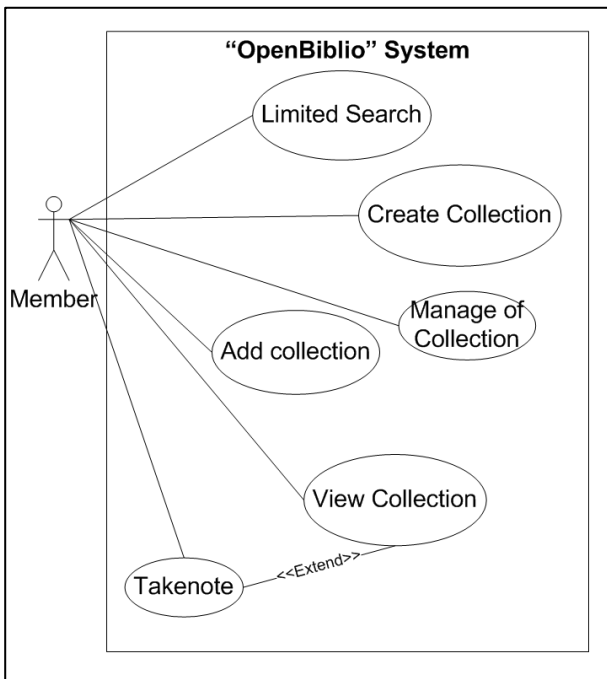 “OpenBiblio” System
Limited Search
Create Collection
Member
Manage of
Collection
Add collection
View Collection
<<Extend>>
Takenote